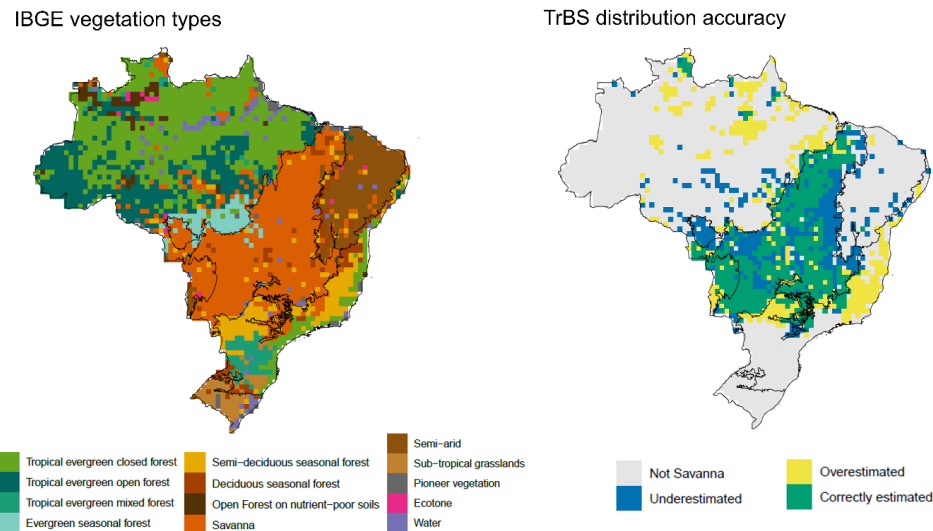 IBGE vegetation types
TrBS distribution accuracy
Tropical evergreen closed forest
Tropical evergreen open forest
Tropical evergreen mixed forest
Evergreen seasonal forest
Semi-deciduous seasonal forest
Deciduous seasonal forest
Open Forest on nutrient-poor soils
Savanna
Semi-arid
Sub-tropical grasslands
Pioneer vegetation
Ecotone
Water
Not Savanna
Underestimated
Overestimated
Correctly estimated